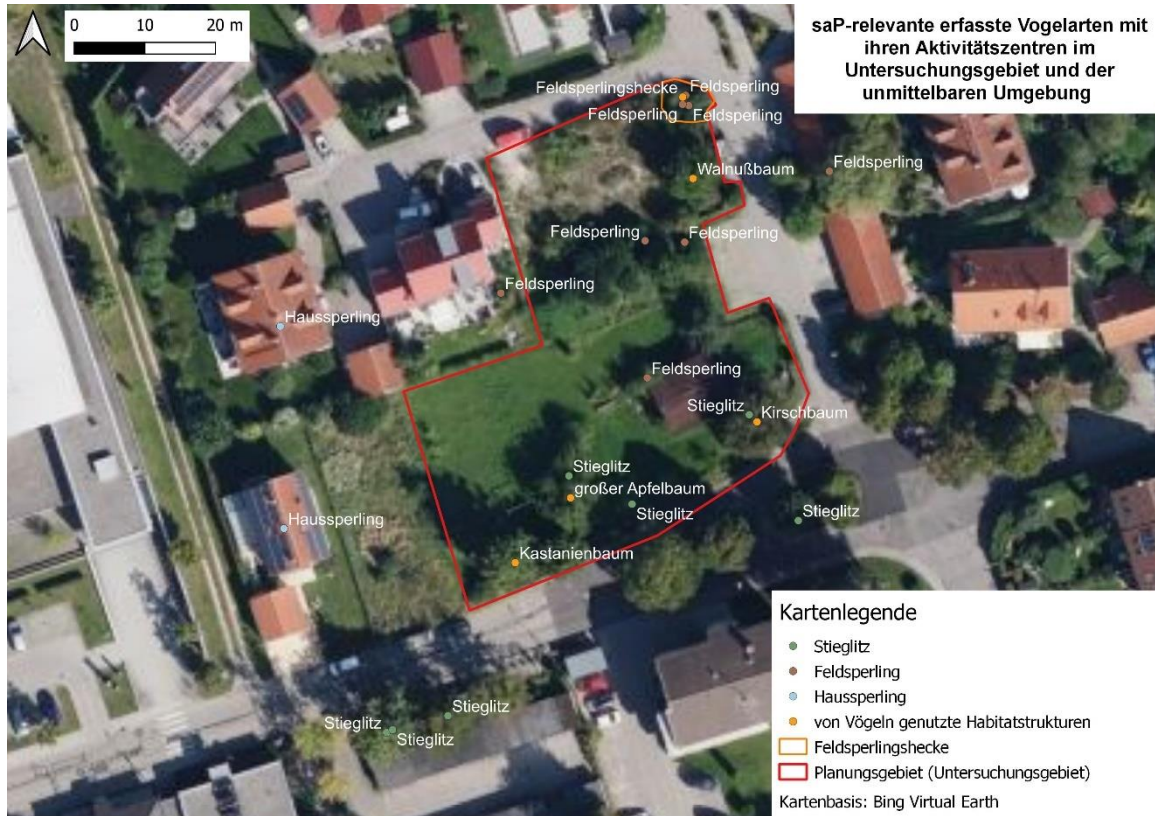 0 10 20 m
saP-relevante erfasste Vogelarten mit
ihren Aktivitätszentren im
Untersuchungsgebiet und der
unmittelbaren Umgebung
Feldsperlingshecke Feldsperling
Feldsperling Feldsperling
Walnußbaum
Feldsperling
Feldsperling Feldsperling
Feldsperling
Haussperling
Feldsperling
Stieglitz Kirschbaum
Stieglitz
großer Apfelbaum
Stieglitz
Stieglitz
Haussperling
Kastanienbaum
Stieglitz
Stieglitz
Stieglitz
Kartenlegende
Stieglitz
Feldsperling
Haussperling
von Vögeln genutzte Habitatstrukturen
Feldsperlingshecke
Planungsgebiet (Untersuchungsgebiet)
Kartenbasis: Bing Virtual Earth